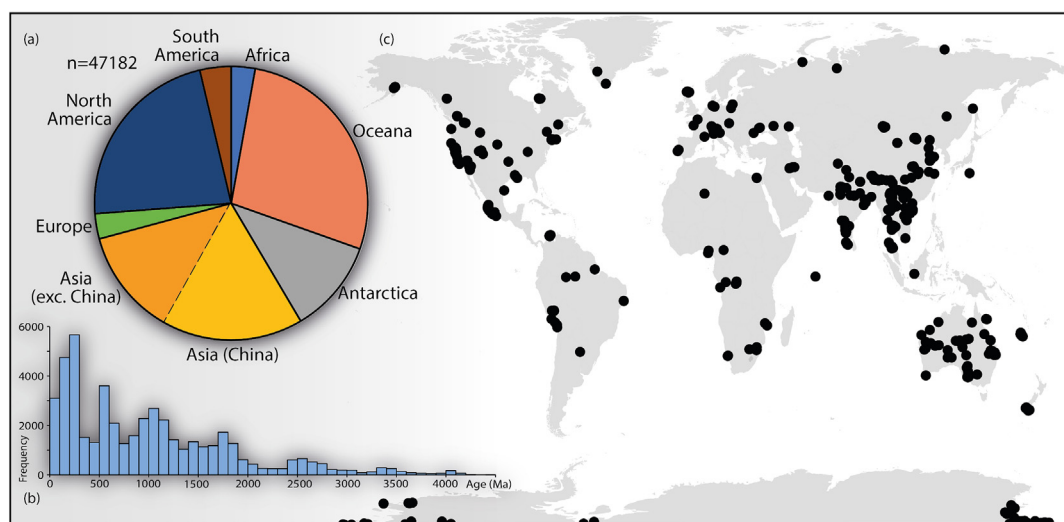 (a)
n=47182
South
America
Africa
North
America
Oceana
Europe
Asia
(exc. China)
Antarctica
Asia (China)
(b)
Frequency
6000
4000
2000
0
0
500
1000
1500
2000
2500
3000
3500
4000
Age (Ma)
(c)